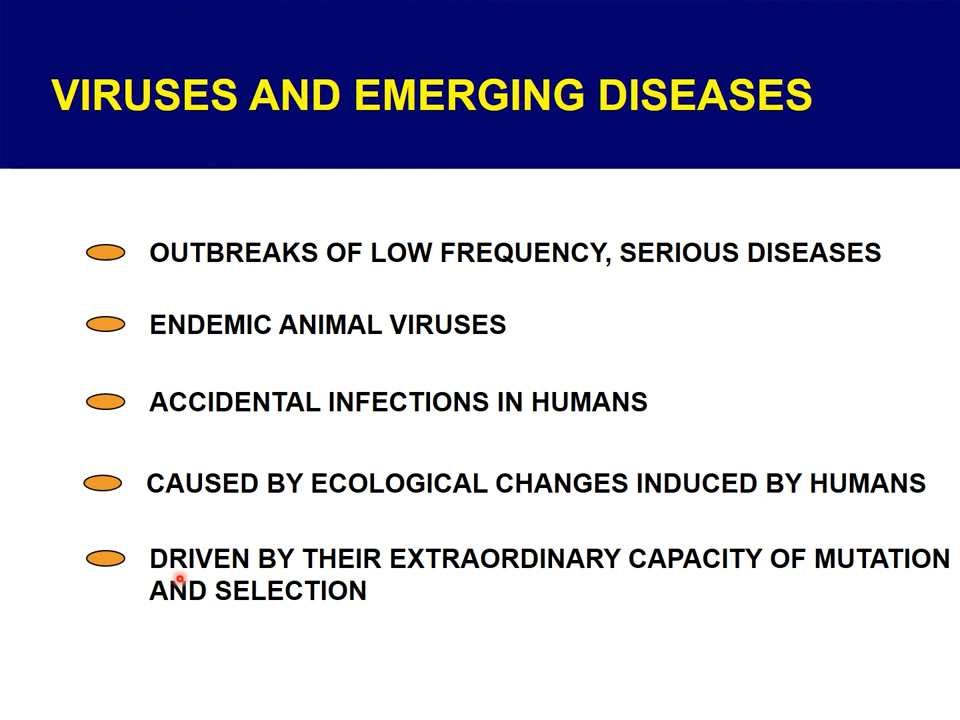 VIRUSES AND EMERGING DISEASES
OUTBREAKS OF LOW FREQUENCY, SERIOUS DISEASES
ENDEMIC ANIMAL VIRUSES
ACCIDENTAL INFECTIONS IN HUMANS
CAUSED BY ECOLOGICAL CHANGES INDUCED BY HUMANS
DRIVEN BY THEIR EXTRAORDINARY CAPACITY OF MUTATION
AND SELECTION